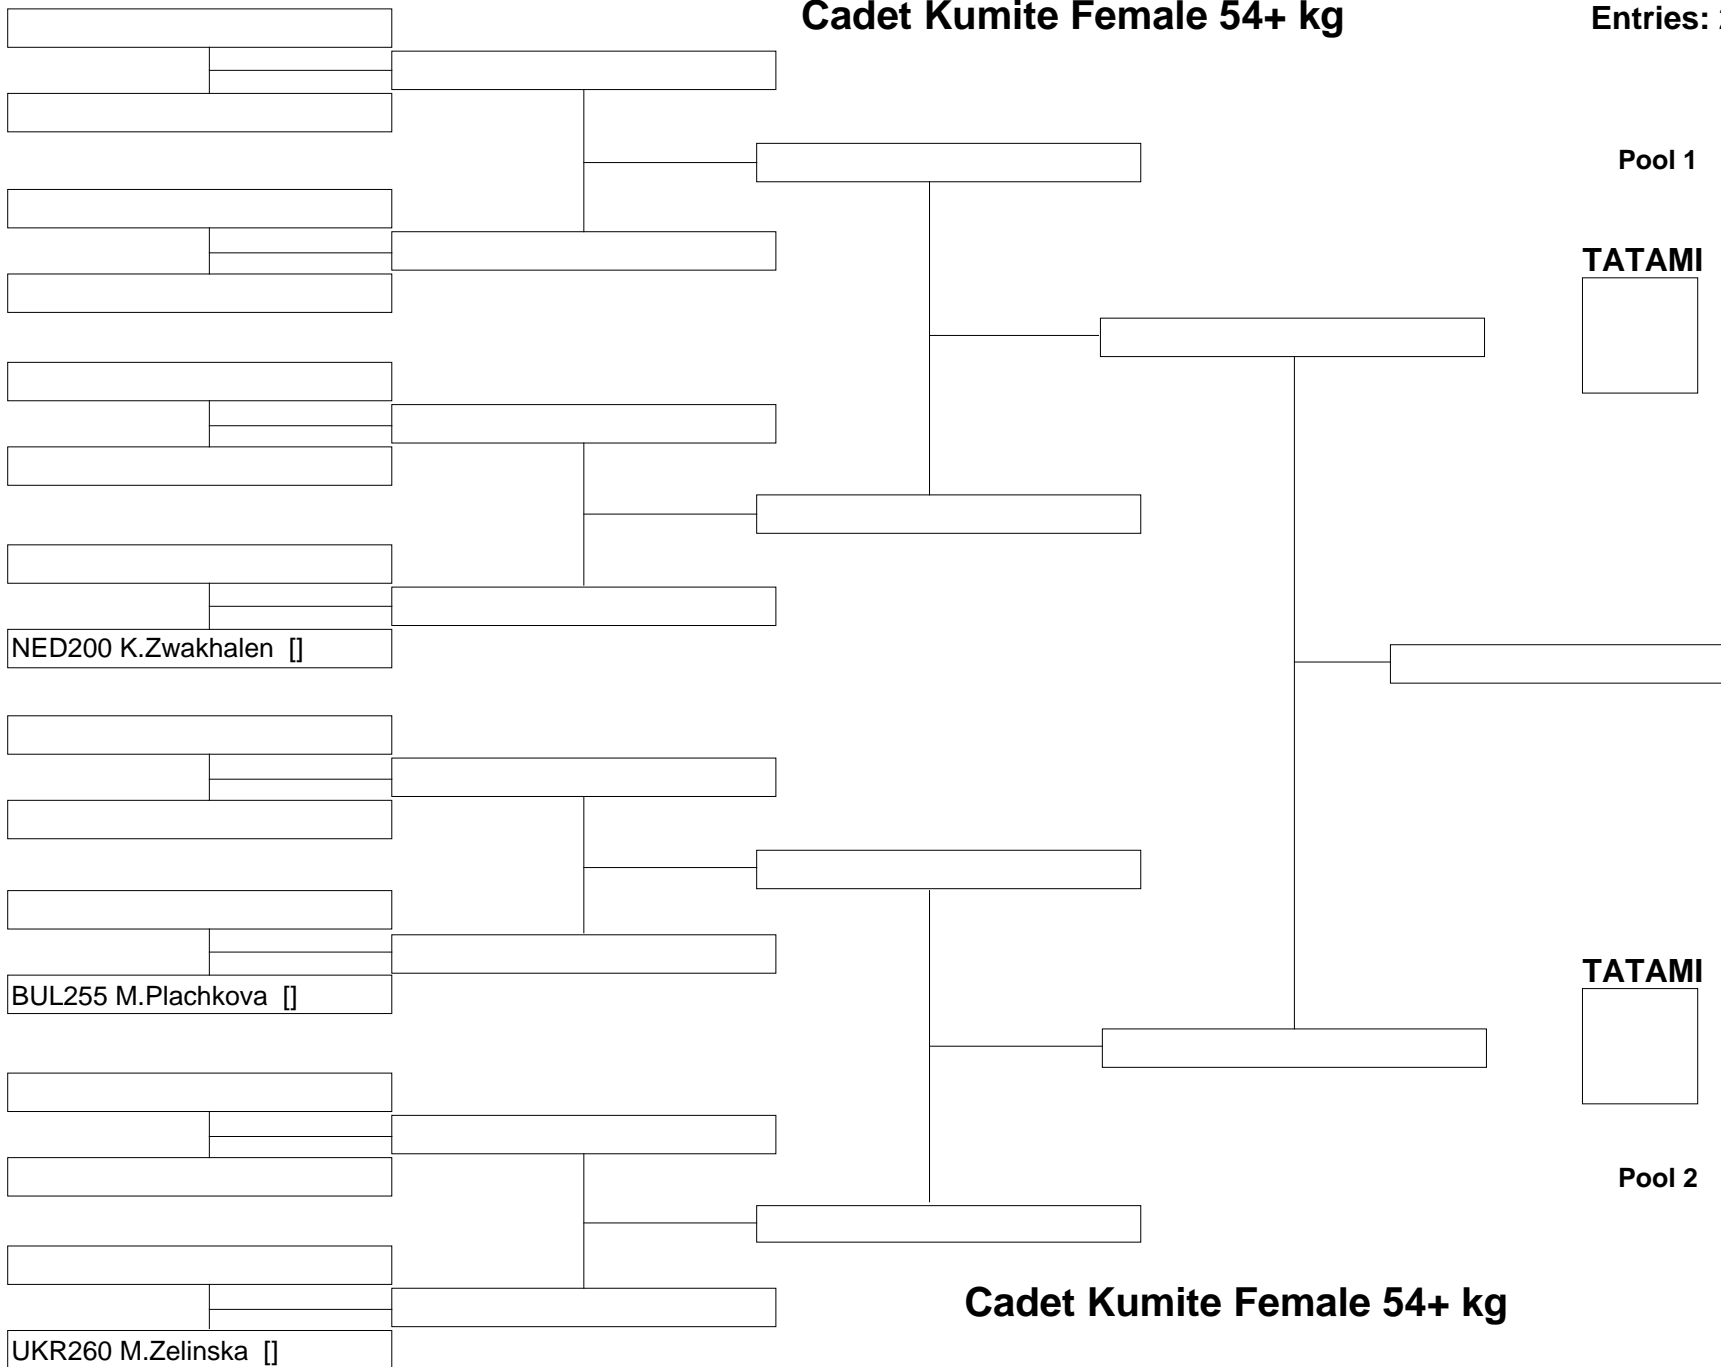 Cadet Kumite Female 54+ kg
Entries:
Pool 1
TATAMI
NED200 K.Zwakhalen []
BUL255 M.Plachkova []
TATAMI
Pool 2
Cadet Kumite Female 54+ kg
UKR260 M.Zelinska []